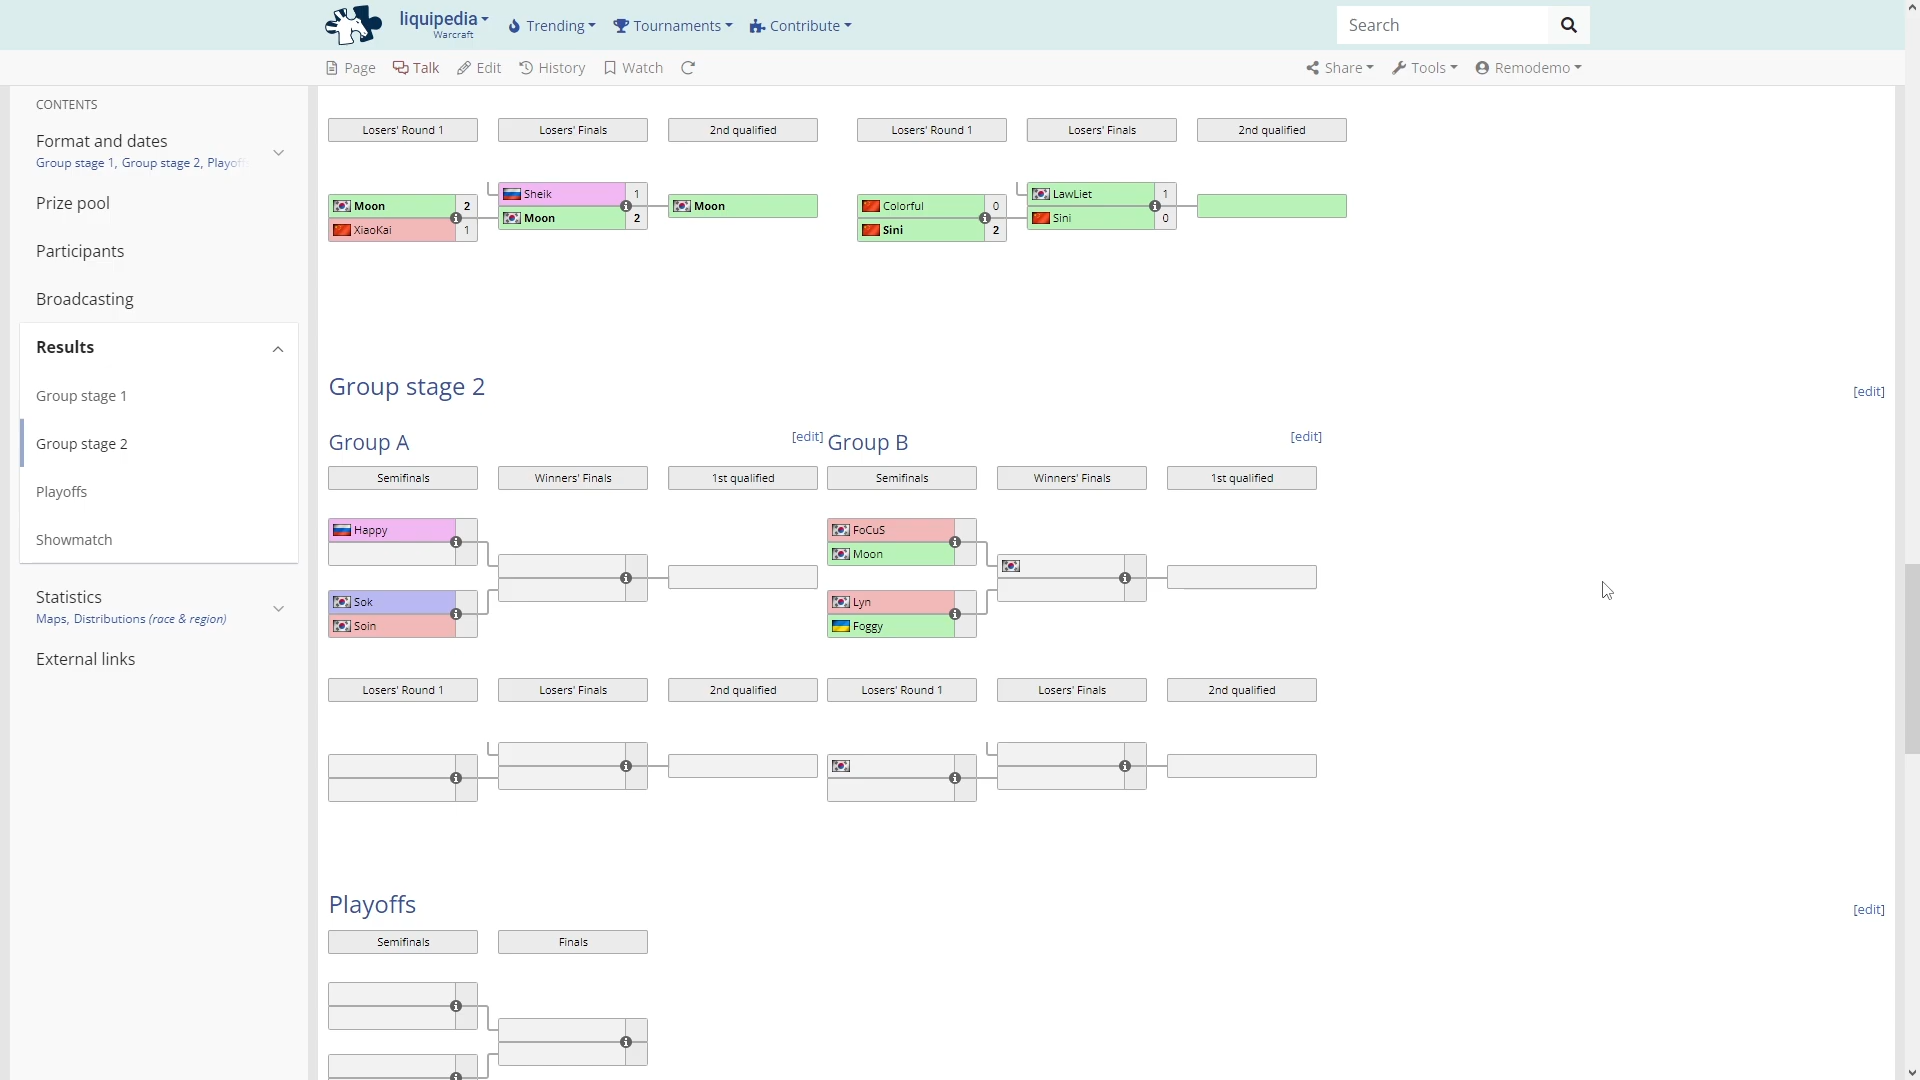 liquipedia
Warcraft
Trending
Tournaments
Contribute
Search
Page
Talk
Edit
History
Watch
Share
Tools
Remodemo
CONTENTS
Format and dates
Group stage 1, Group stage 2, Playoffs
Prize pool
Participants
Broadcasting
Results
Group stage 1
Group stage 2
Playoffs
Showmatch
Statistics
Maps, Distributions (race & region)
External links
Losers' Round 1
Losers' Finals
2nd qualified
Moon 2
XiaoKai 1
Sheik 1
Moon 2
Moon
Losers' Round 1
Losers' Finals
2nd qualified
Colorful 0
Sini 2
LawLiet 1
Sini 0
Group stage 2
[edit]
Group A
[edit]
Semifinals
Winners' Finals
1st qualified
Happy
Sok
Soin
Losers' Round 1
Losers' Finals
2nd qualified
Group B
[edit]
Semifinals
Winners' Finals
1st qualified
FoCuS
Moon
Lyn
Foggy
Losers' Round 1
Losers' Finals
2nd qualified
Playoffs
[edit]
Semifinals
Finals